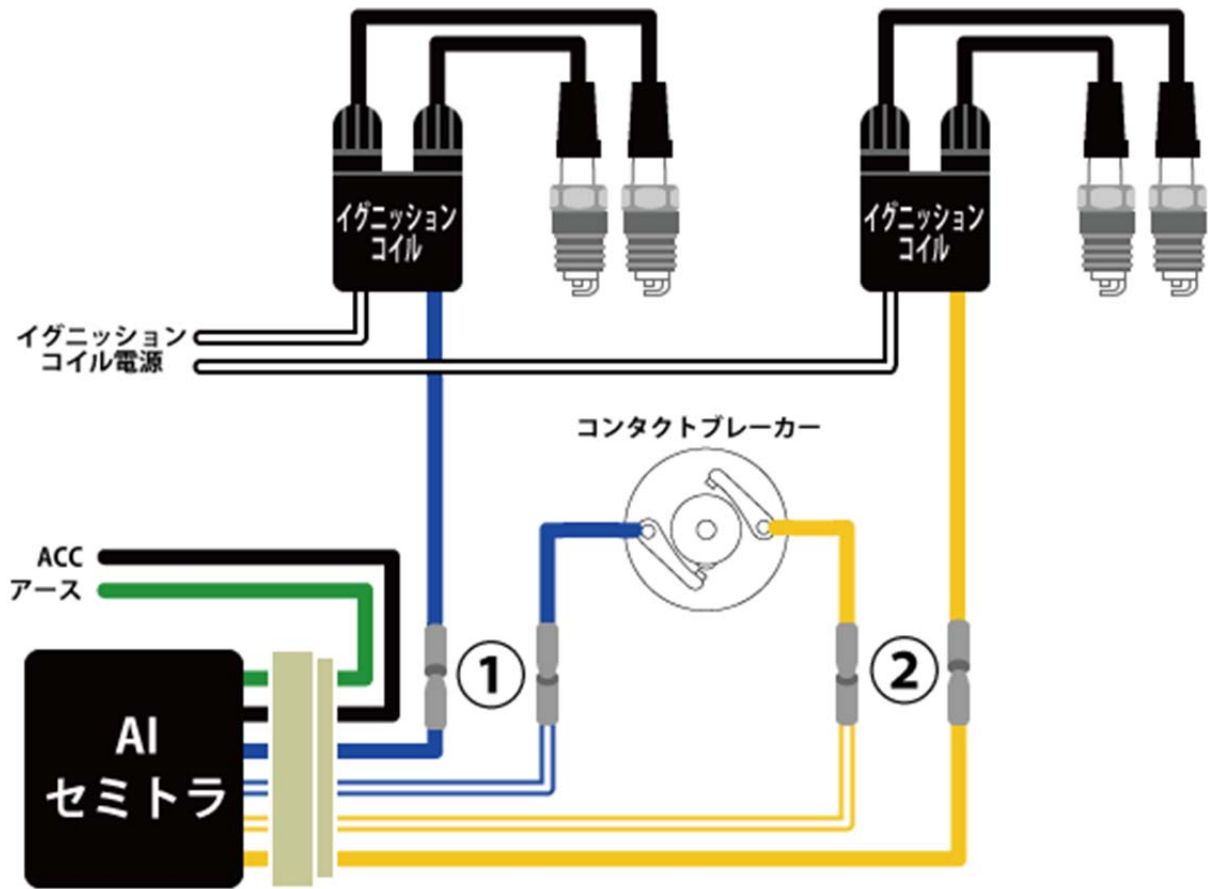 イグニッション
コイル
イグニッション
コイル
イグニッション
コイル電源
コンタクトブレーカー
ACC
アース
①
②
AI
セミトラ